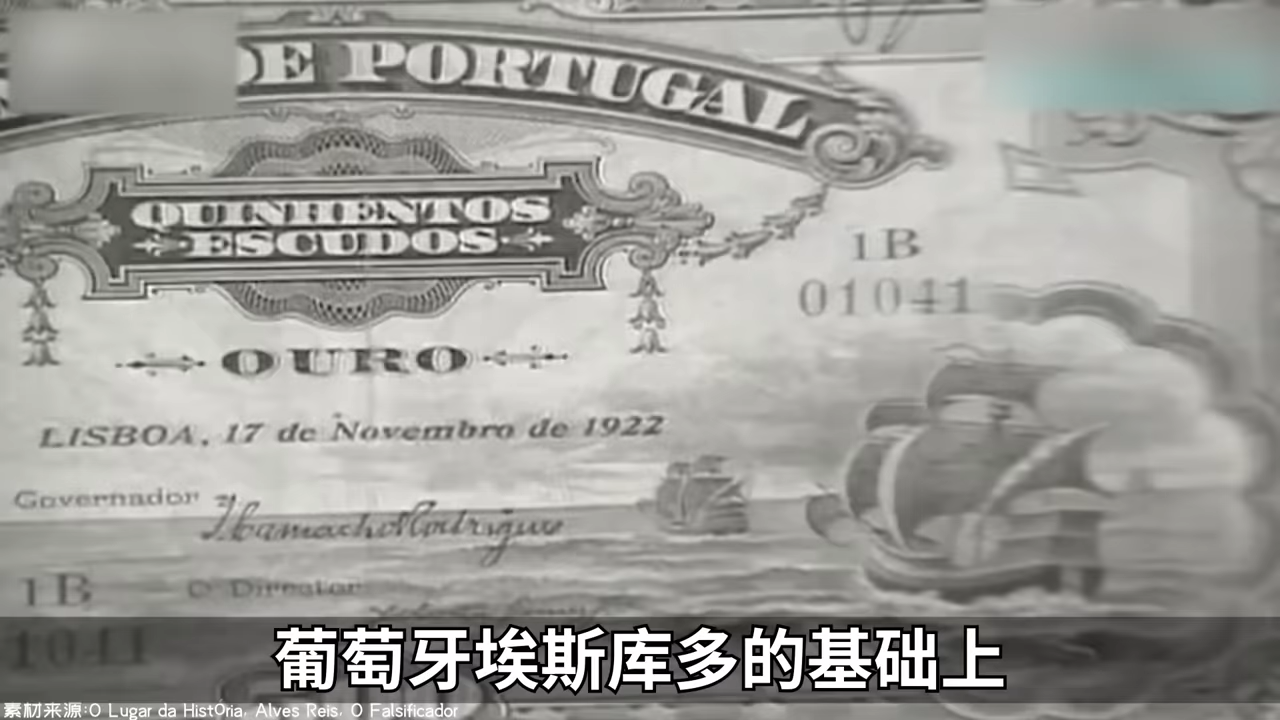 DE PORTUGAL
QUINHENTOS
ESCUDOS
OURO
1B
01041
LISBOA, 17 de Novembro de 1922
Governador
1B
O Director
1041
葡萄牙埃斯库多的基础上
素材来源:O Lugar da HistOria, Alves Reis, O Falsificador